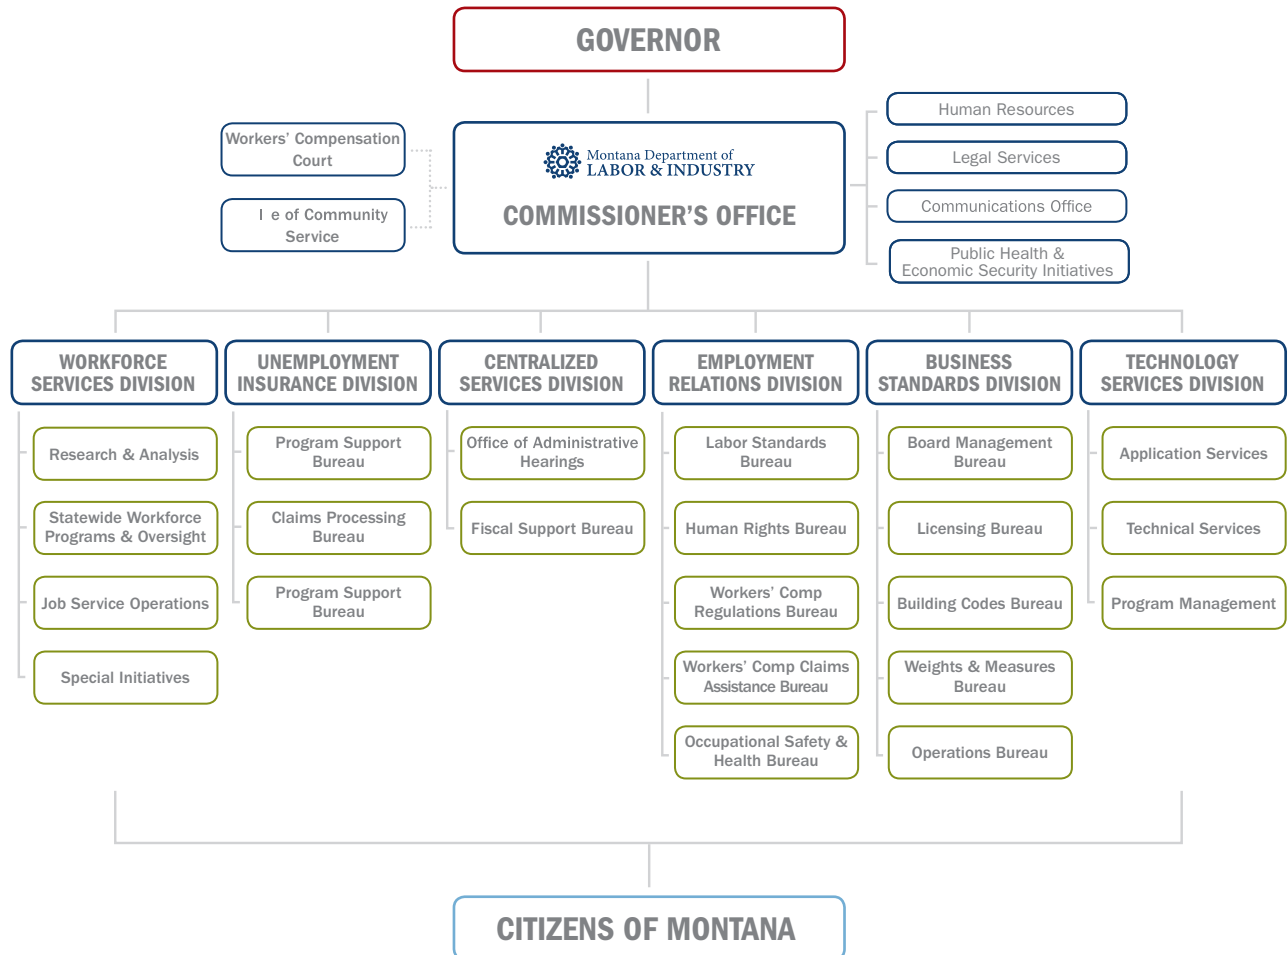 GOVERNOR
Workers’ Compensation
Court
of Community
Service
Montana Department of
LABOR & INDUSTRY
COMMISSIONER’S OFFICE
Human Resources
Legal Services
Communications Office
Public Health &
Economic Security Initiatives
WORKFORCE
SERVICES DIVISION
Research & Analysis
Statewide Workforce
Programs & Oversight
Job Service Operations
Special Initiatives
UNEMPLOYMENT
INSURANCE DIVISION
Program Support
Bureau
Claims Processing
Bureau
Program Support
Bureau
CENTRALIZED
SERVICES DIVISION
Office of Administrative
Hearings
Fiscal Support Bureau
EMPLOYMENT
RELATIONS DIVISION
Labor Standards
Bureau
Human Rights Bureau
Workers’ Comp
Regulations Bureau
Workers’ Comp Claims
Assistance Bureau
Occupational Safety &
Health Bureau
BUSINESS
STANDARDS DIVISION
Board Management
Bureau
Licensing Bureau
Building Codes Bureau
Weights & Measures
Bureau
Operations Bureau
TECHNOLOGY
SERVICES DIVISION
Application Services
Technical Services
Program Management
CITIZENS OF MONTANA